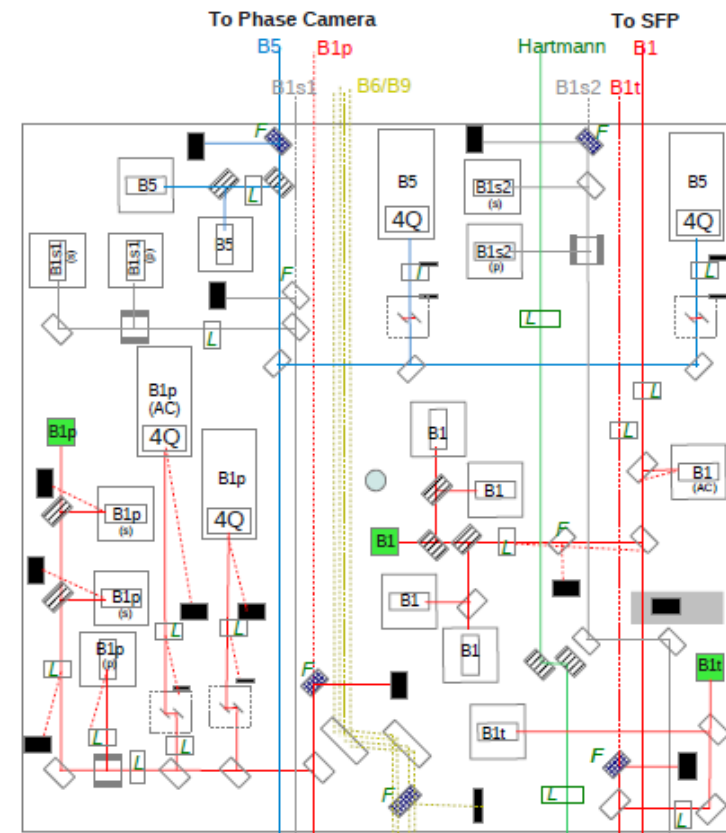 To Phase Camera
To SFP
B5
B1p
Hartmann
B1
B1s1
B6/B9
B1s2
B1t
F
F
B5
L
B5
4Q
B1s2
(s)
B5
4Q
B5
B1s2
(p)
B1s1
(s)
B1s1
(p)
F
L
L
L
L
L
B1p
(AC)
4Q
L
L
B1p
B1
B1p
4Q
B1
(AC)
B1
B1p
(s)
B1
L
F
B1p
(s)
B1
L
L
B1
B1p
(p)
L
F
B1t
B1t
L
L
L
F
F
L
L